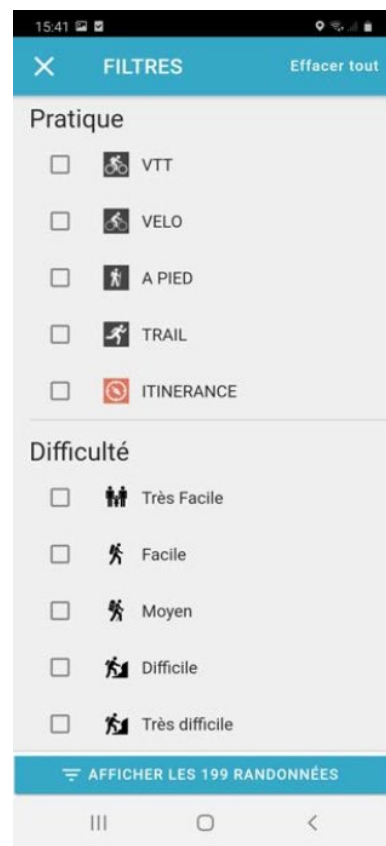 15:41
FILTRES
Effacer tout
Pratique
VTT
VELO
A PIED
TRAIL
ITINERANCE
Difficulté
Très Facile
Facile
Moyen
Difficile
Très difficile
AFFICHER LES 199 RANDONNÉES